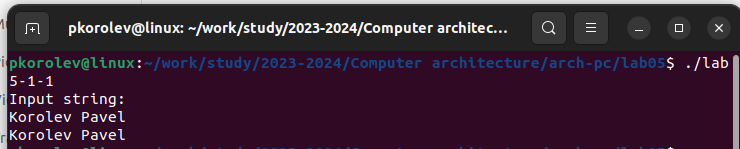 pkorolev@linux: ~/work/study/2023-2024/Computer architec...
pkorolev@linux:~/work/study/2023-2024/Computer architecture/arch-pc/lab05$ ./lab
5-1-1
Input string:
Korolev Pavel
Korolev Pavel